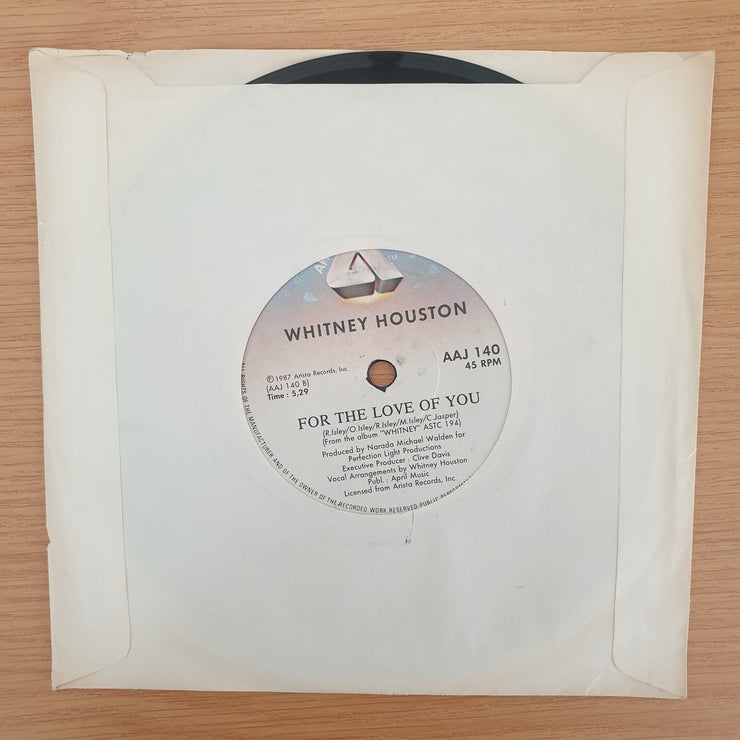 AR
TM
WHITNEY HOUSTON
℗ 1987 Arista Records, Inc.
(AAJ 140 B)
Time : 5,29
AAJ 140
45 RPM
FOR THE LOVE OF YOU
(R.Isley/O.Isley/R.Isley/M.Isley/C.Jasper)
(From the album "WHITNEY" ASTC 194)
Produced by Narada Michael Walden for
Perfection Light Productions
Executive Producer : Clive Davis
Vocal Arrangements by Whitney Houston
Publ. : April Music
Licensed from Arista Records, Inc.
ALL RIGHTS OF THE MANUFACTURER AND OF THE OWNER OF THE RECORDED WORK RESERVED PUBLIC